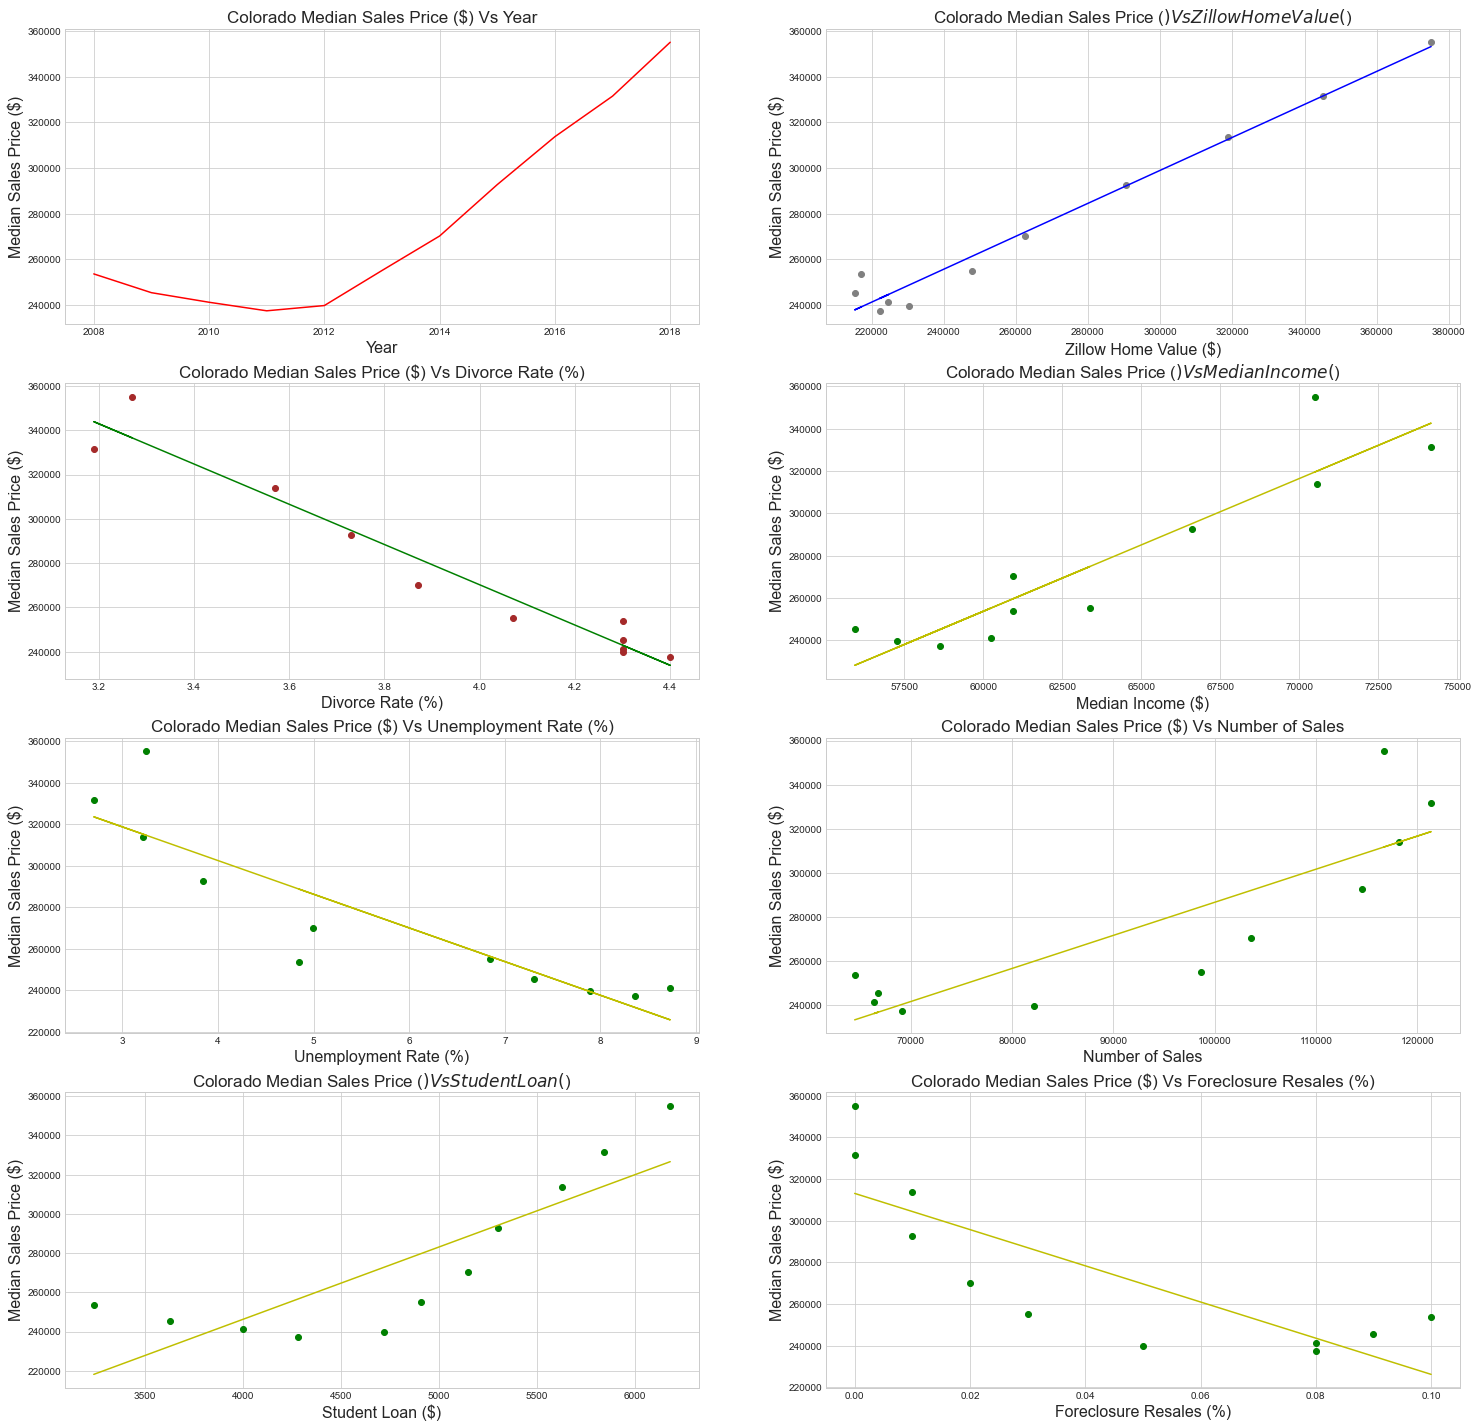 Colorado Median Sales Price ($) Vs Year
Median Sales Price ($)
360000
340000
320000
300000
280000
260000
240000
2008 2010 2012 2014 2016 2018
Year
Colorado Median Sales Price ()VsZillowHomeValue()
Median Sales Price ($)
360000
340000
320000
300000
280000
260000
240000
220000 240000 260000 280000 300000 320000 340000 360000 380000
Zillow Home Value ($)
Colorado Median Sales Price ($) Vs Divorce Rate (%)
Median Sales Price ($)
360000
340000
320000
300000
280000
260000
240000
3.2 3.4 3.6 3.8 4.0 4.2 4.4
Divorce Rate (%)
Colorado Median Sales Price ()VsMedianIncome()
Median Sales Price ($)
360000
340000
320000
300000
280000
260000
240000
57500 60000 62500 65000 67500 70000 72500 75000
Median Income ($)
Colorado Median Sales Price ($) Vs Unemployment Rate (%)
Median Sales Price ($)
360000
340000
320000
300000
280000
260000
240000
220000
3 4 5 6 7 8 9
Unemployment Rate (%)
Colorado Median Sales Price ($) Vs Number of Sales
Median Sales Price ($)
360000
340000
320000
300000
280000
260000
240000
70000 80000 90000 100000 110000 120000
Number of Sales
Colorado Median Sales Price ()VsStudentLoan()
Median Sales Price ($)
360000
340000
320000
300000
280000
260000
240000
220000
3500 4000 4500 5000 5500 6000
Student Loan ($)
Colorado Median Sales Price ($) Vs Foreclosure Resales (%)
Median Sales Price ($)
360000
340000
320000
300000
280000
260000
240000
220000
0.00 0.02 0.04 0.06 0.08 0.10
Foreclosure Resales (%)